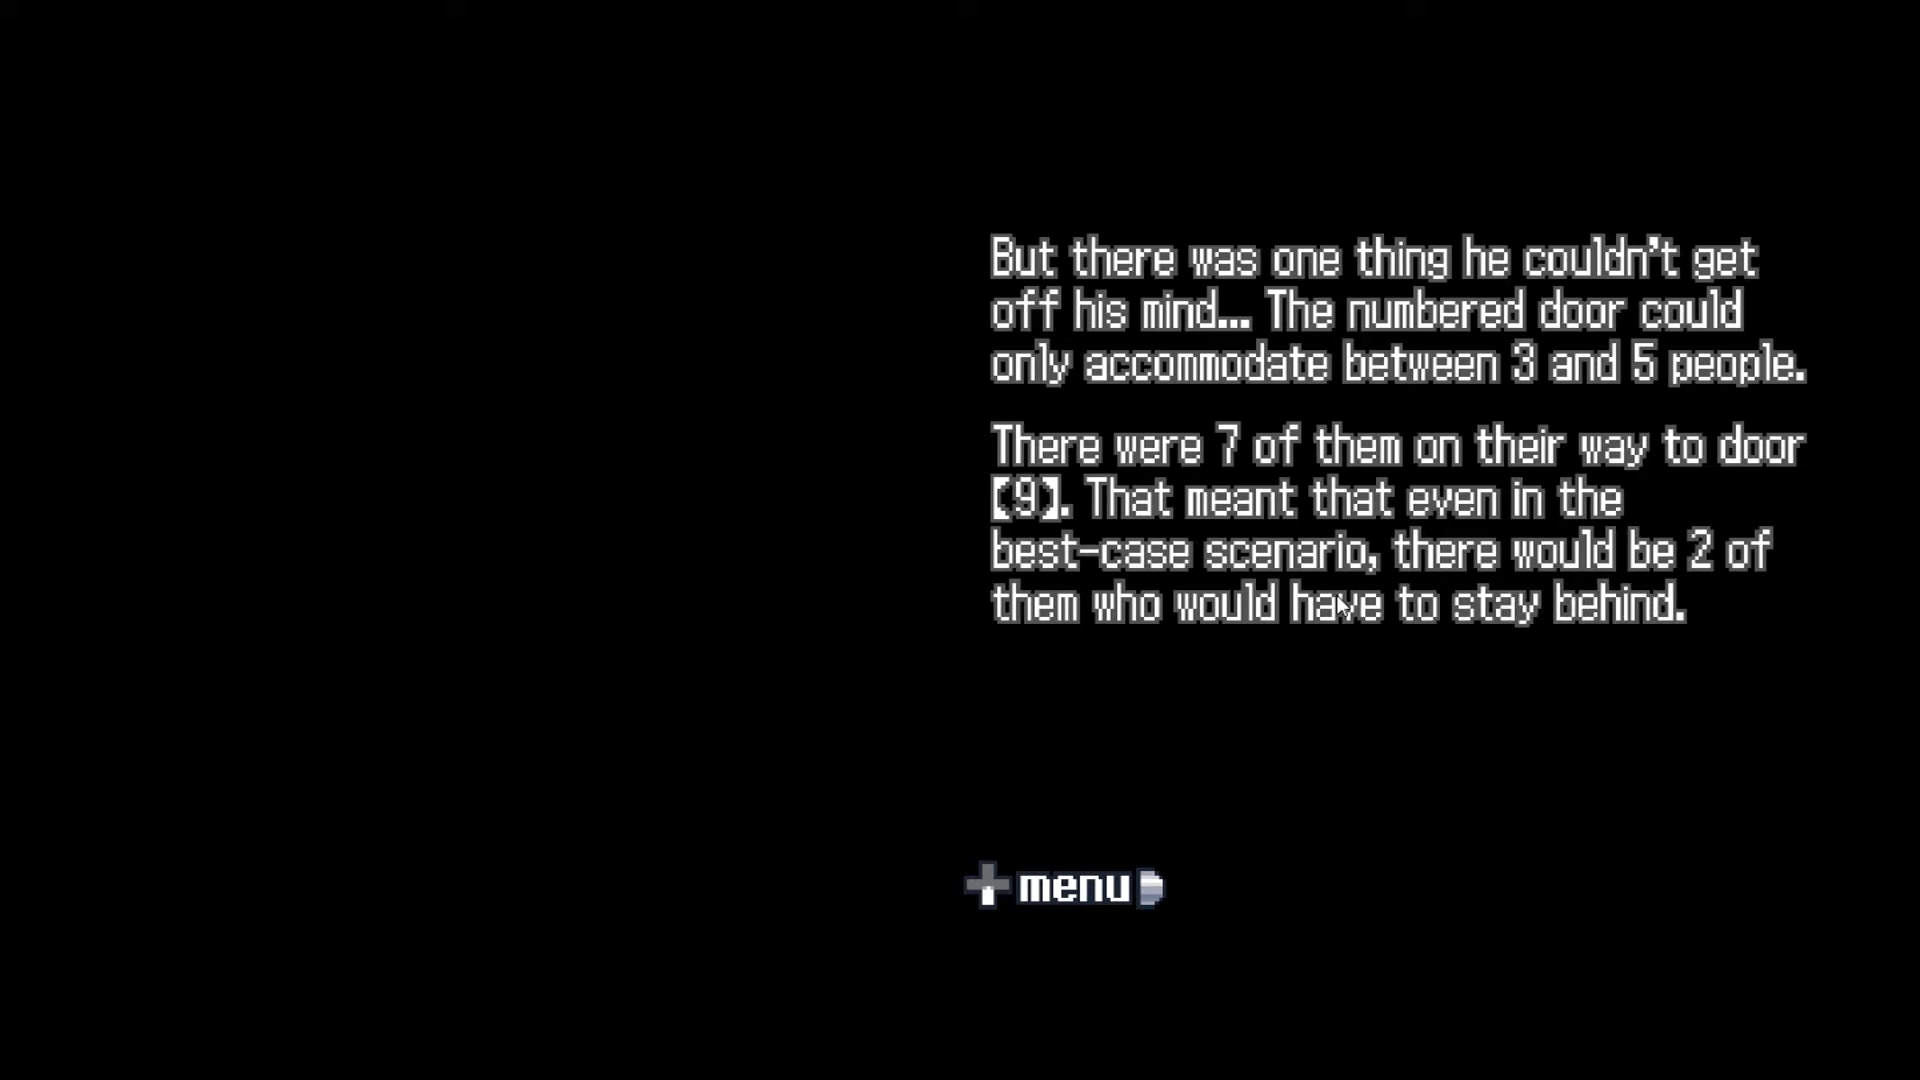 But there was one thing he couldn't get
off his mind... The numbered door could
only accommodate between 3 and 5 people.
There were 7 of them on their way to door
【9】. That meant that even in the
best-case scenario, there would be 2 of
them who would have to stay behind.
menu